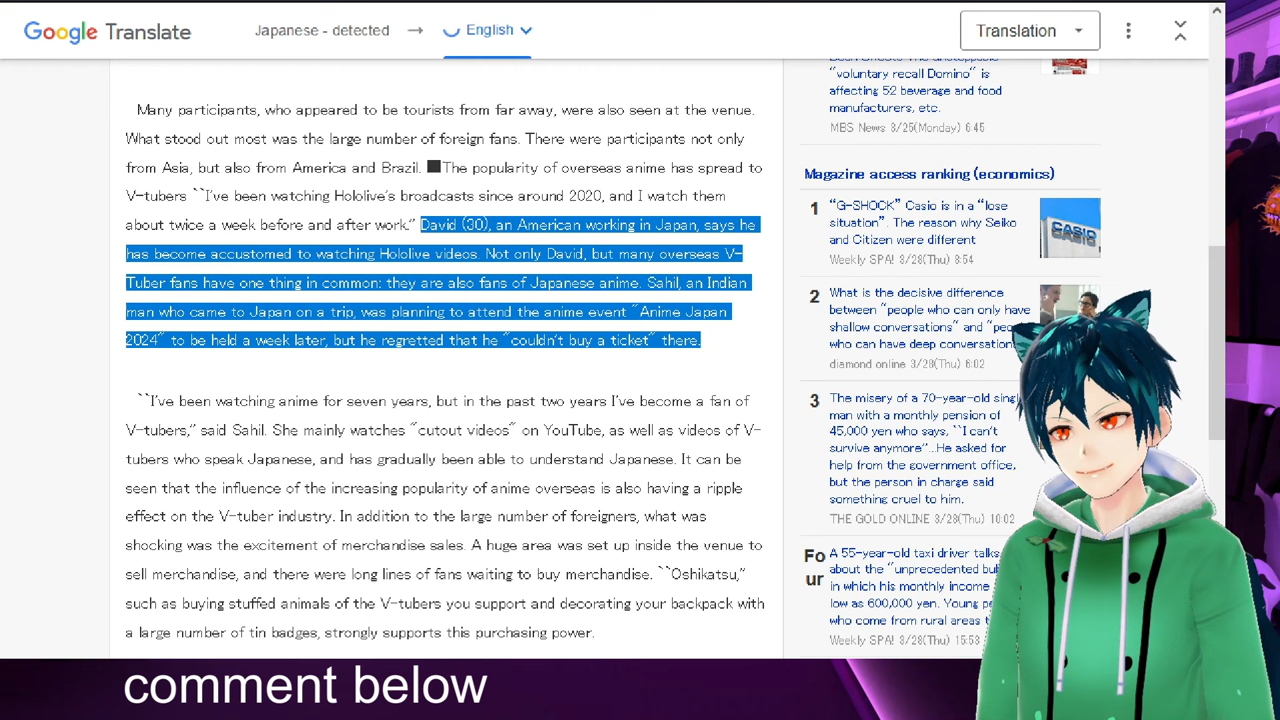 Google Translate
Japanese - detected → English
Translation
Many participants, who appeared to be tourists from far away, were also seen at the venue.
What stood out most was the large number of foreign fans. There were participants not only
from Asia, but also from America and Brazil. ■The popularity of overseas anime has spread to
V-tubers ``I've been watching Hololive's broadcasts since around 2020, and I watch them
about twice a week before and after work." David (30), an American working in Japan, says he
has become accustomed to watching Hololive videos. Not only David, but many overseas V-
Tuber fans have one thing in common: they are also fans of Japanese anime. Sahil, an Indian
man who came to Japan on a trip, was planning to attend the anime event "Anime Japan
2024" to be held a week later, but he regretted that he "couldn't buy a ticket" there.
``I've been watching anime for seven years, but in the past two years I've become a fan of
V-tubers," said Sahil. She mainly watches "cutout videos" on YouTube, as well as videos of V-
tubers who speak Japanese, and has gradually been able to understand Japanese. It can be
seen that the influence of the increasing popularity of anime overseas is also having a ripple
effect on the V-tuber industry. In addition to the large number of foreigners, what was
shocking was the excitement of merchandise sales. A huge area was set up inside the venue to
sell merchandise, and there were long lines of fans waiting to buy merchandise. ``Oshikatsu,"
such as buying stuffed animals of the V-tubers you support and decorating your backpack with
a large number of tin badges, strongly supports this purchasing power.
"voluntary recall Domino" is
affecting 52 beverage and food
manufacturers, etc.
MBS News 3/25(Monday) 6:45
Magazine access ranking (economics)
1
"G-SHOCK" Casio is in a "lose
situation". The reason why Seiko
and Citizen were different
Weekly SPA! 3/28(Thu) 8:54
CASIO
2
What is the decisive difference
between "people who can only have
shallow conversations" and
who can have deep
diamond online 3/28(Thu) 6:02
3
The misery of a 70-year-old
man with a monthly pension of
45,000 yen who says, ``I can't
survive anymore"...He asked for
help from the government office,
but the person in charge said
something cruel to him.
THE GOLD ONLINE 3/28(Thu) 10:02
Fo
ur
A 55-year-old taxi driver talks
about the "unprecedented
in which his monthly income
low as 600,000 yen. Young
who come from rural areas
Weekly SPA! 3/28(Thu) 15:53
comment below